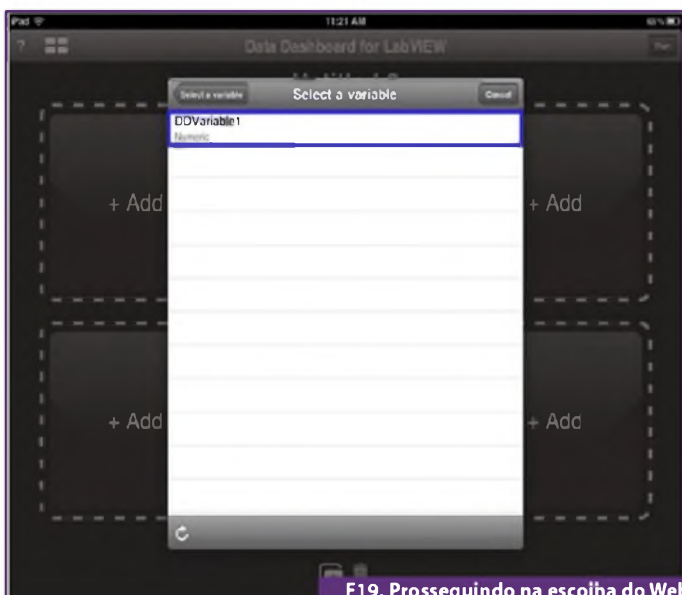 iPad 11:21 AM
? Data Dashboard for LabVIEW
Select a variable Select a variable Cancel
DDVariable1
Numeric
+ Add + Add
+ Add + Add
F19. Prosseguindo na escolha do Web